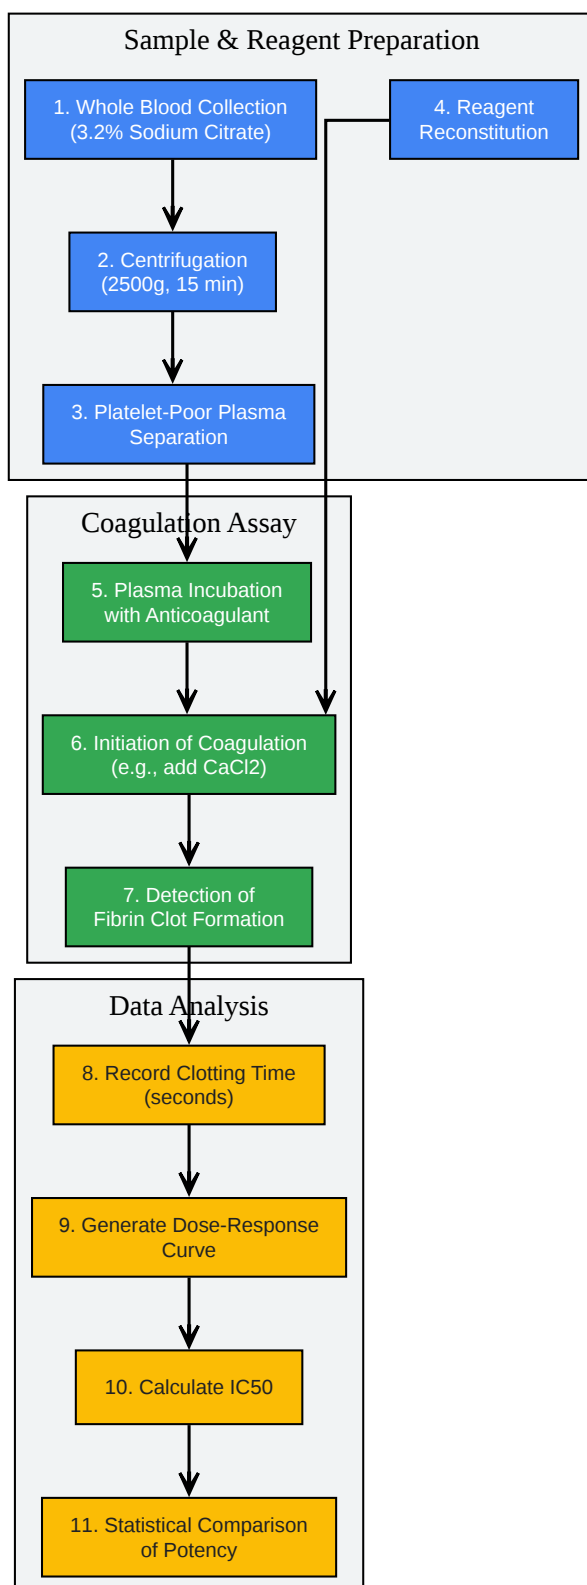 Sample & Reagent Preparation
1. Whole Blood Collection
(3.2% Sodium Citrate)
4. Reagent
Reconstitution
2. Centrifugation
(2500g, 15 min)
3. Platelet-Poor Plasma
Separation
Coagulation Assay
5. Plasma Incubation
with Anticoagulant
6. Initiation of Coagulation
(e.g., add CaCl2)
7. Detection of
Fibrin Clot Formation
Data Analysis
8. Record Clotting Time
(seconds)
9. Generate Dose-Response
Curve
10. Calculate IC50
11. Statistical Comparison
of Potency